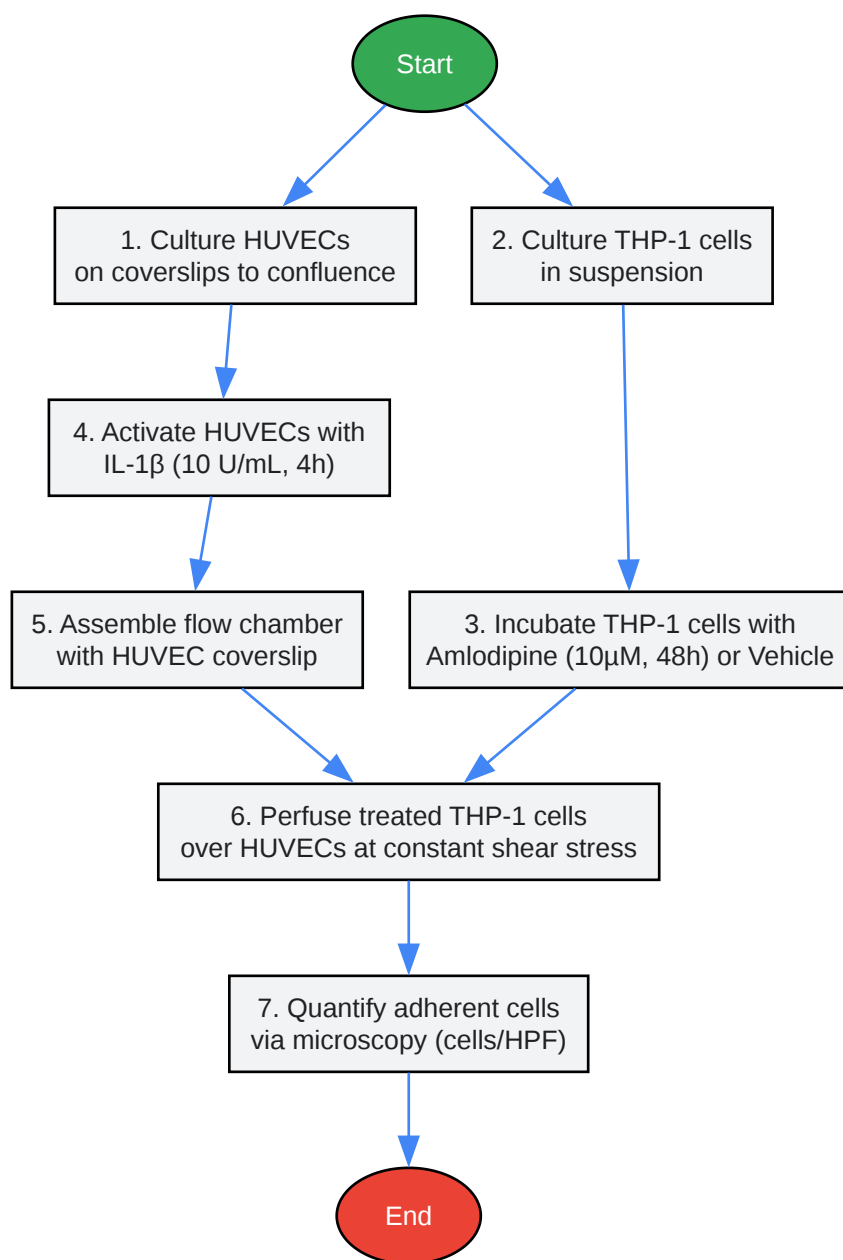 Start
1. Culture HUVECs
on coverslips to confluence
2. Culture THP-1 cells
in suspension
4. Activate HUVECs with
IL-1β (10 U/mL, 4h)
5. Assemble flow chamber
with HUVEC coverslip
3. Incubate THP-1 cells with
Amlodipine (10µM, 48h) or Vehicle
6. Perfuse treated THP-1 cells
over HUVECs at constant shear stress
7. Quantify adherent cells
via microscopy (cells/HPF)
End